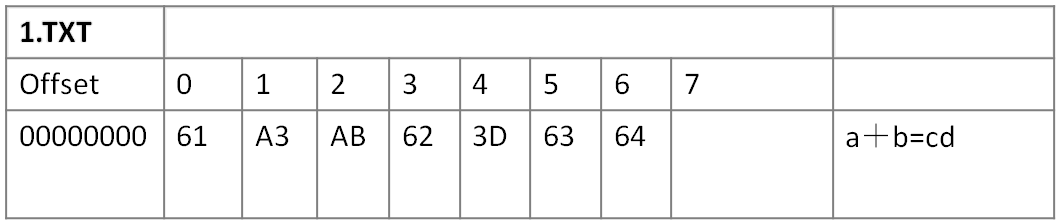 1.TXT
Offset 0 1 2 3 4 5 6 7
00000000 61 A3 AB 62 3D 63 64 a＋b=cd